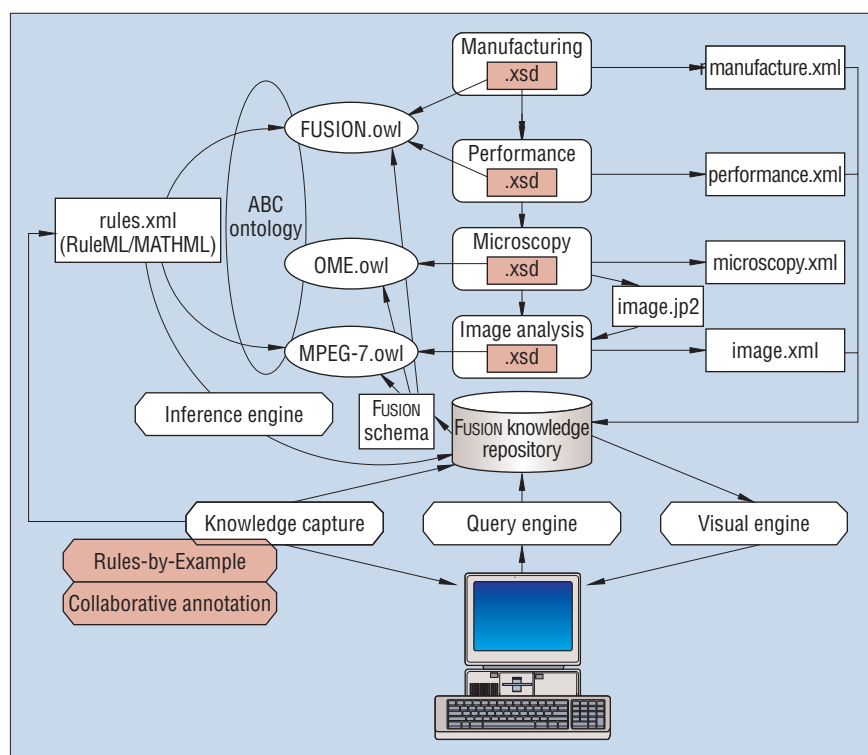 Manufacturing
.xsd
manufacture.xml
FUSION.owl
Performance
.xsd
performance.xml
ABC
ontology
rules.xml
(RuleML/MATHML)
Microscopy
.xsd
microscopy.xml
OME.owl
image.jp2
Image analysis
.xsd
image.xml
MPEG-7.owl
Inference engine
FUSION
schema
FUSION knowledge
repository
Knowledge capture
Query engine
Visual engine
Rules-by-Example
Collaborative annotation